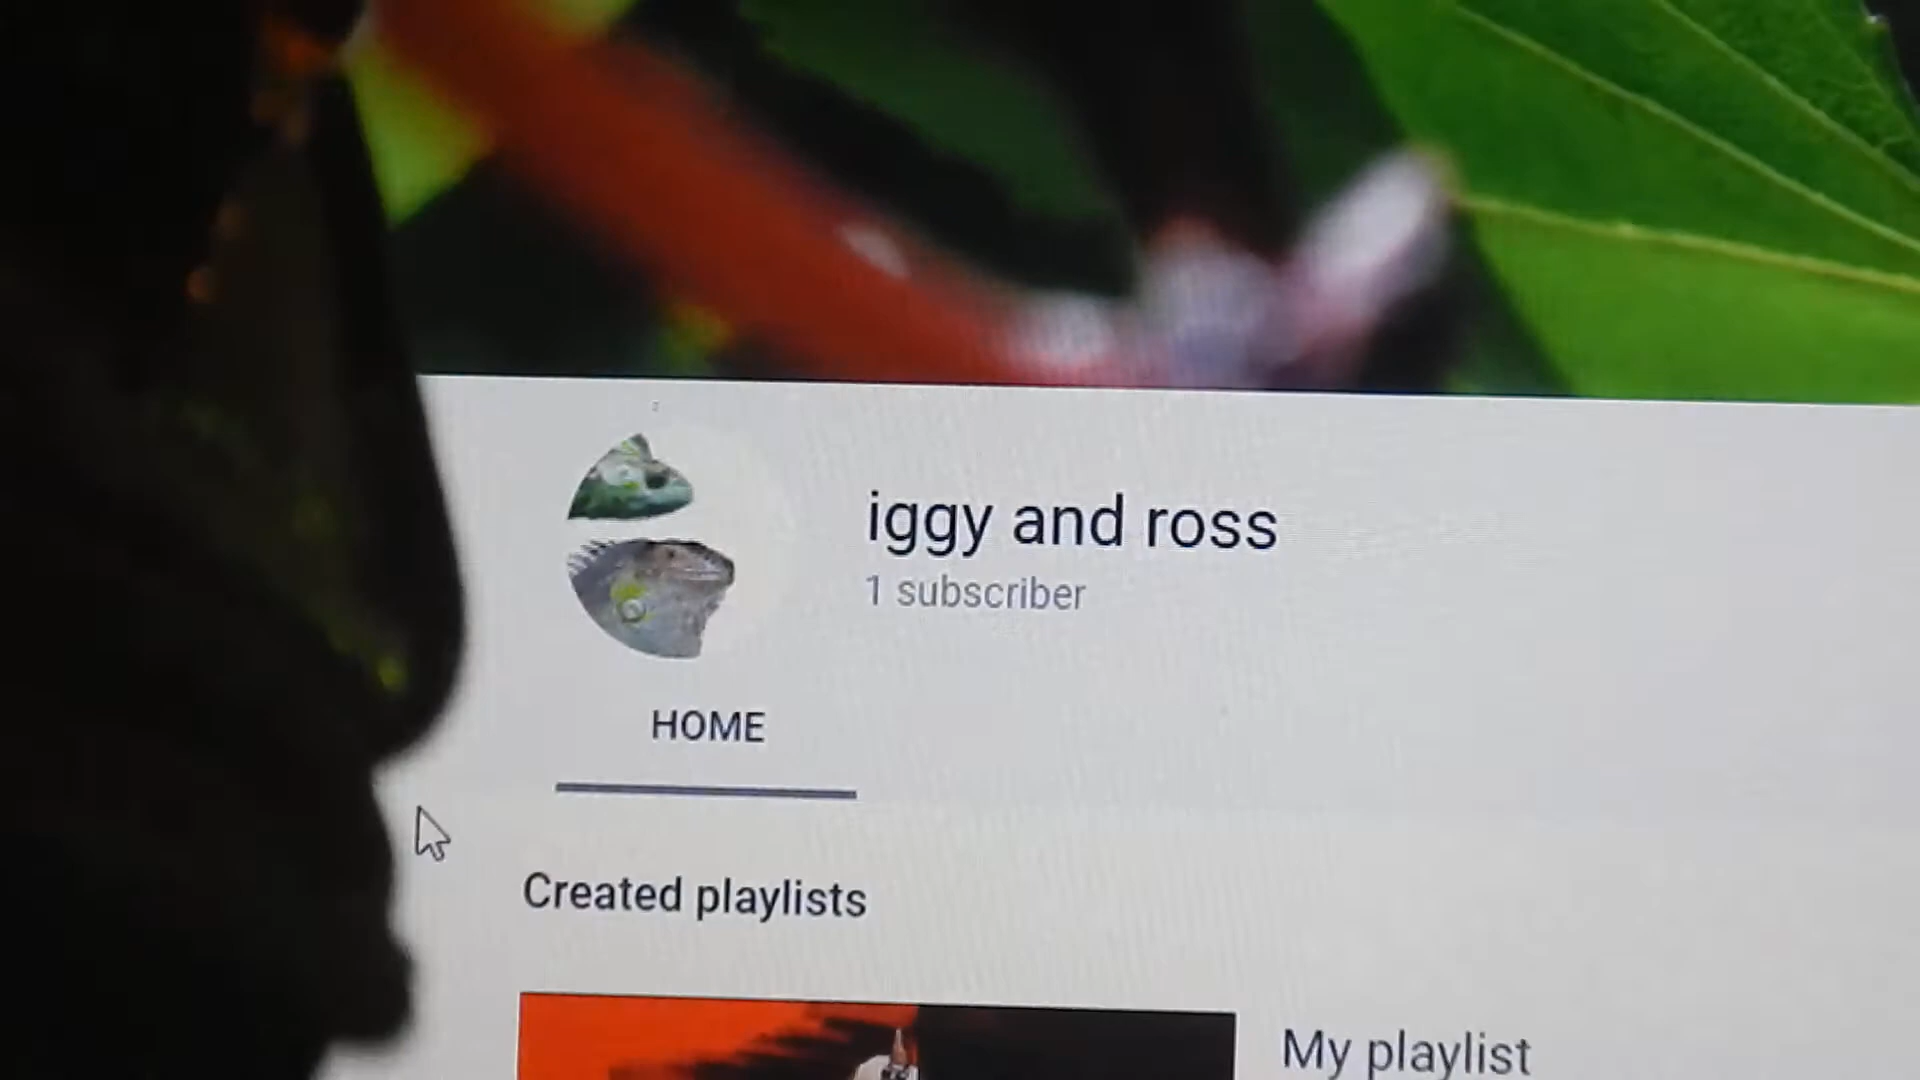 iggy and ross
1 subscriber
HOME
Created playlists
My playlist